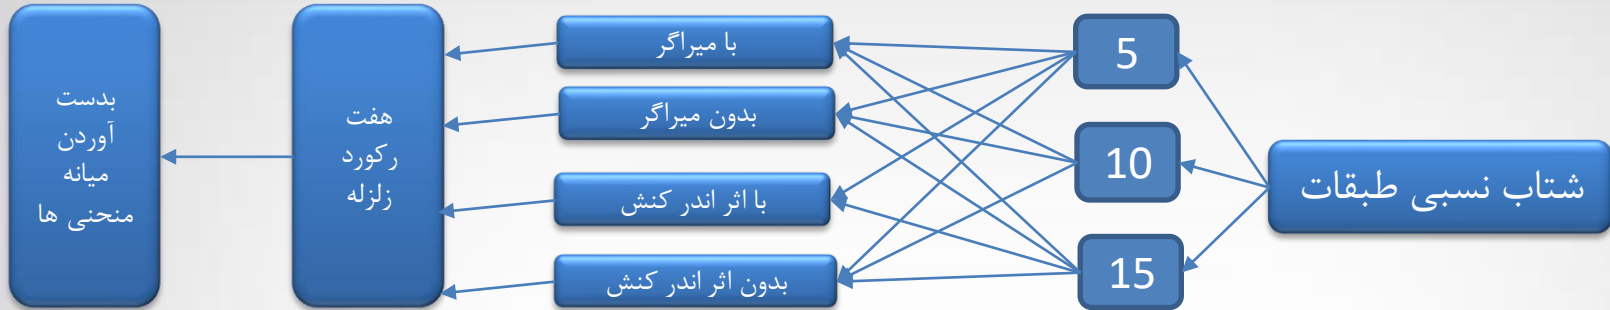 شتاب نسبی طبقات
5
10
15
با میراگر
بدون میراگر
با اثر اندر کنش
بدون اثر اندر کنش
هفت
رکورد
زلزله
بدست
آوردن
میانه
منحنی ها